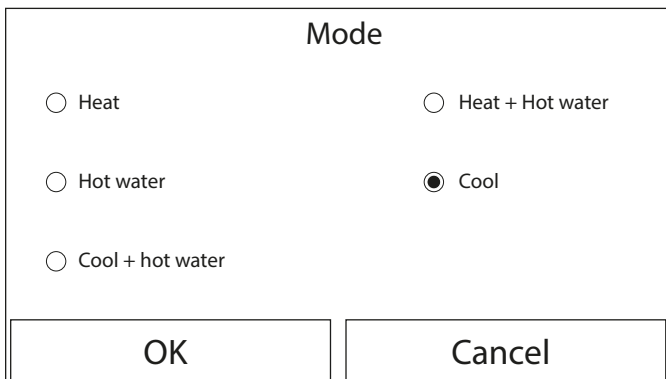 Mode
Heat
Heat + Hot water
Hot water
Cool
Cool + hot water
OK
Cancel